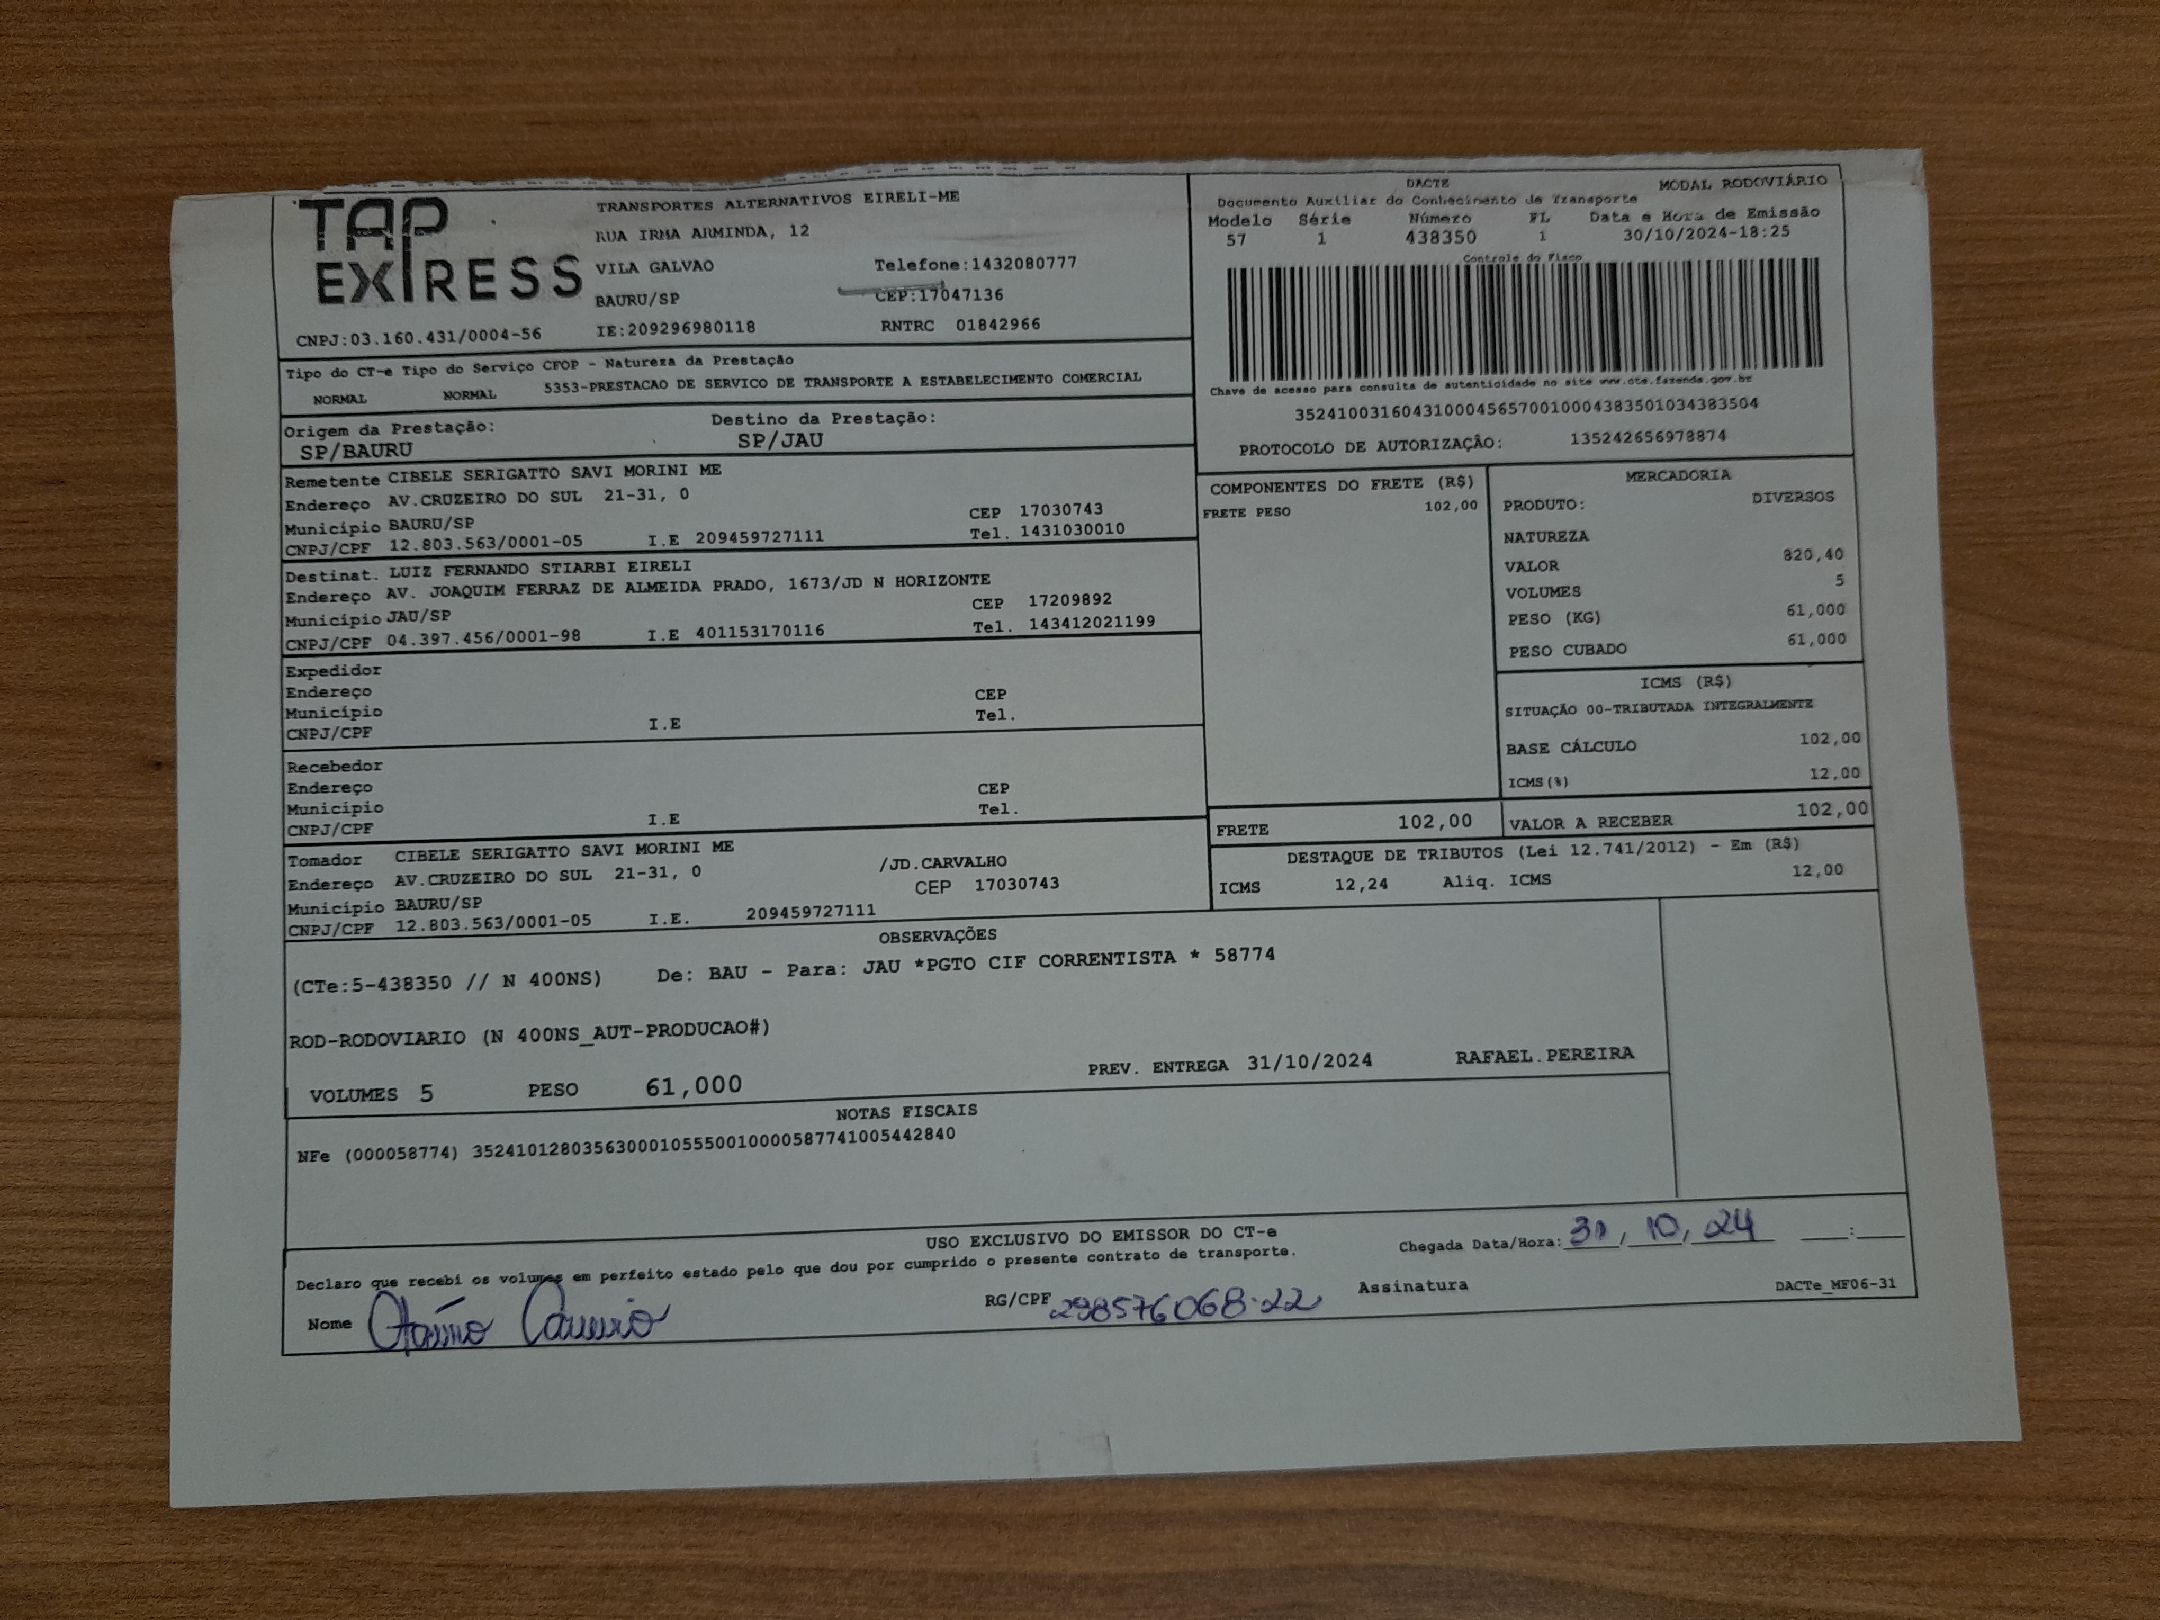 TAP EXPRESS
TRANSPORTES ALTERNATIVOS EIRELI-ME
RUA IRMA ARMINDA, 12
VILA GALVAO Telefone:1432080777
BAURU/SP CEP:17047136
CNPJ:03.160.431/0004-56 IE:209296980118 RNTRC 01842966
DACTE MODAL RODOVIÁRIO
Documento Auxiliar do Conhecimento de Transporte
Modelo Série Número FL Data e Hora de Emissão
57 1 438350 1 30/10/2024-18:25
Controle do Fisco
Chave de acesso para consulta de autenticidade no site www.cte.fazenda.gov.br
35241003160431000456570010004383501034383504
PROTOCOLO DE AUTORIZAÇÃO: 135242656978874
Tipo do CT-e Tipo do Serviço CFOP - Natureza da Prestação
NORMAL NORMAL 5353-PRESTACAO DE SERVICO DE TRANSPORTE A ESTABELECIMENTO COMERCIAL
Origem da Prestação: Destino da Prestação:
SP/BAURU SP/JAU
Remetente CIBELE SERIGATTO SAVI MORINI ME
Endereço AV.CRUZEIRO DO SUL 21-31, 0
Município BAURU/SP CEP 17030743
CNPJ/CPF 12.803.563/0001-05 I.E 209459727111 Tel. 1431030010
Destinat. LUIZ FERNANDO STIARBI EIRELI
Endereço AV. JOAQUIM FERRAZ DE ALMEIDA PRADO, 1673/JD N HORIZONTE
Município JAU/SP CEP 17209892
CNPJ/CPF 04.397.456/0001-98 I.E 401153170116 Tel. 143412021199
Expedidor
Endereço CEP
Município Tel.
CNPJ/CPF I.E
Recebedor
Endereço CEP
Município Tel.
CNPJ/CPF I.E
Tomador CIBELE SERIGATTO SAVI MORINI ME
Endereço AV.CRUZEIRO DO SUL 21-31, 0 /JD.CARVALHO
Município BAURU/SP CEP 17030743
CNPJ/CPF 12.803.563/0001-05 I.E. 209459727111
COMPONENTES DO FRETE (R$)
FRETE PESO 102,00
MERCADORIA
PRODUTO: DIVERSOS
NATUREZA
VALOR 820,40
VOLUMES 5
PESO (KG) 61,000
PESO CUBADO 61,000
ICMS (R$)
SITUAÇÃO 00-TRIBUTADA INTEGRALMENTE
BASE CÁLCULO 102,00
ICMS(%) 12,00
FRETE 102,00 VALOR A RECEBER 102,00
DESTAQUE DE TRIBUTOS (Lei 12.741/2012) - Em (R$)
ICMS 12,24 Aliq. ICMS 12,00
OBSERVAÇÕES
(CTe:5-438350 // N 400NS) De: BAU - Para: JAU *PGTO CIF CORRENTISTA * 58774
ROD-RODOVIARIO (N 400NS_AUT-PRODUCAO#)
VOLUMES 5 PESO 61,000 PREV. ENTREGA 31/10/2024 RAFAEL.PEREIRA
NOTAS FISCAIS
NFe (000058774) 35241012803563000105550010000587741005442840
USO EXCLUSIVO DO EMISSOR DO CT-e
Declaro que recebi os volumes em perfeito estado pelo que dou por cumprido o presente contrato de transporte.
Chegada Data/Hora: 31/10/24 :
Nome RG/CPF 298576068-22 Assinatura DACTe_MF06-31